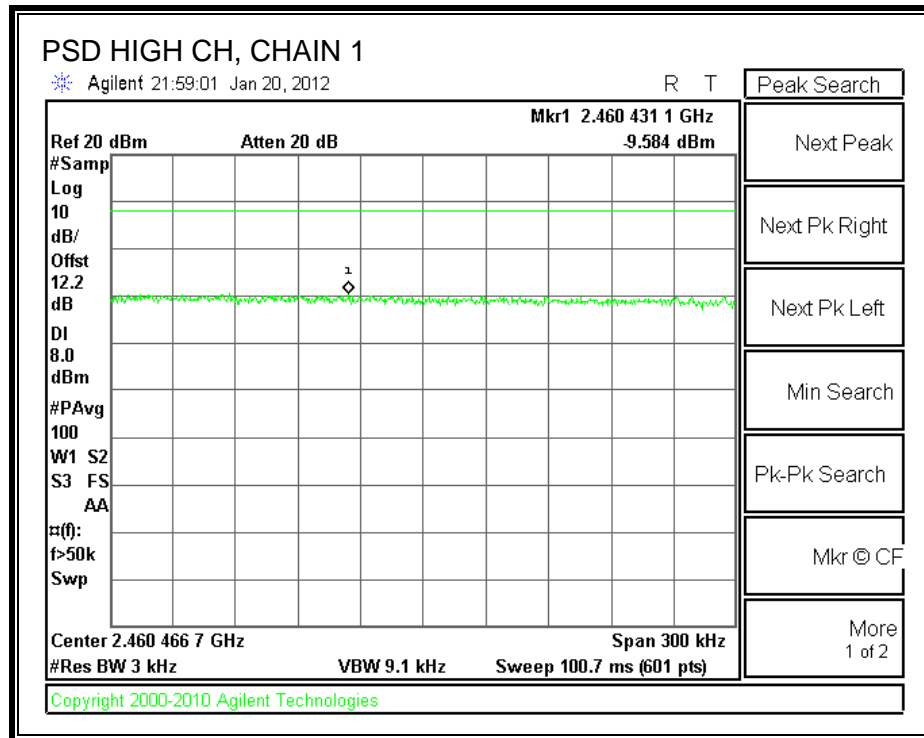 PSD HIGH CH, CHAIN 1
Agilent 21:59:01 Jan 20, 2012
R T
Mkr1 2.460 431 1 GHz
Ref 20 dBm Atten 20 dB -9.584 dBm
#Samp
Log
10
dB/
Offst
12.2
dB
DI
8.0
dBm
#PAvg
100
W1 S2
S3 FS
AA
¤(f):
f>50k
Swp
1
Center 2.460 466 7 GHz Span 300 kHz
#Res BW 3 kHz VBW 9.1 kHz Sweep 100.7 ms (601 pts)
Copyright 2000-2010 Agilent Technologies
Peak Search
Next Peak
Next Pk Right
Next Pk Left
Min Search
Pk-Pk Search
Mkr © CF
More
1 of 2